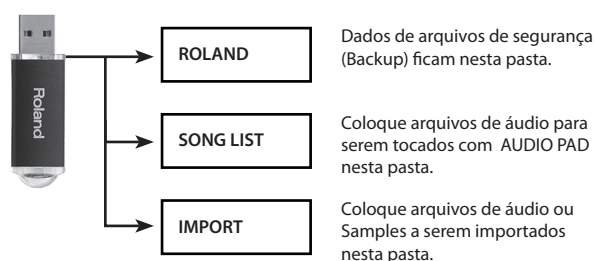 Roland
ROLAND
Dados de arquivos de segurança
(Backup) ficam nesta pasta.
SONG LIST
Coloque arquivos de áudio para
serem tocados com AUDIO PAD
nesta pasta.
IMPORT
Coloque arquivos de áudio ou
Samples a serem importados
nesta pasta.